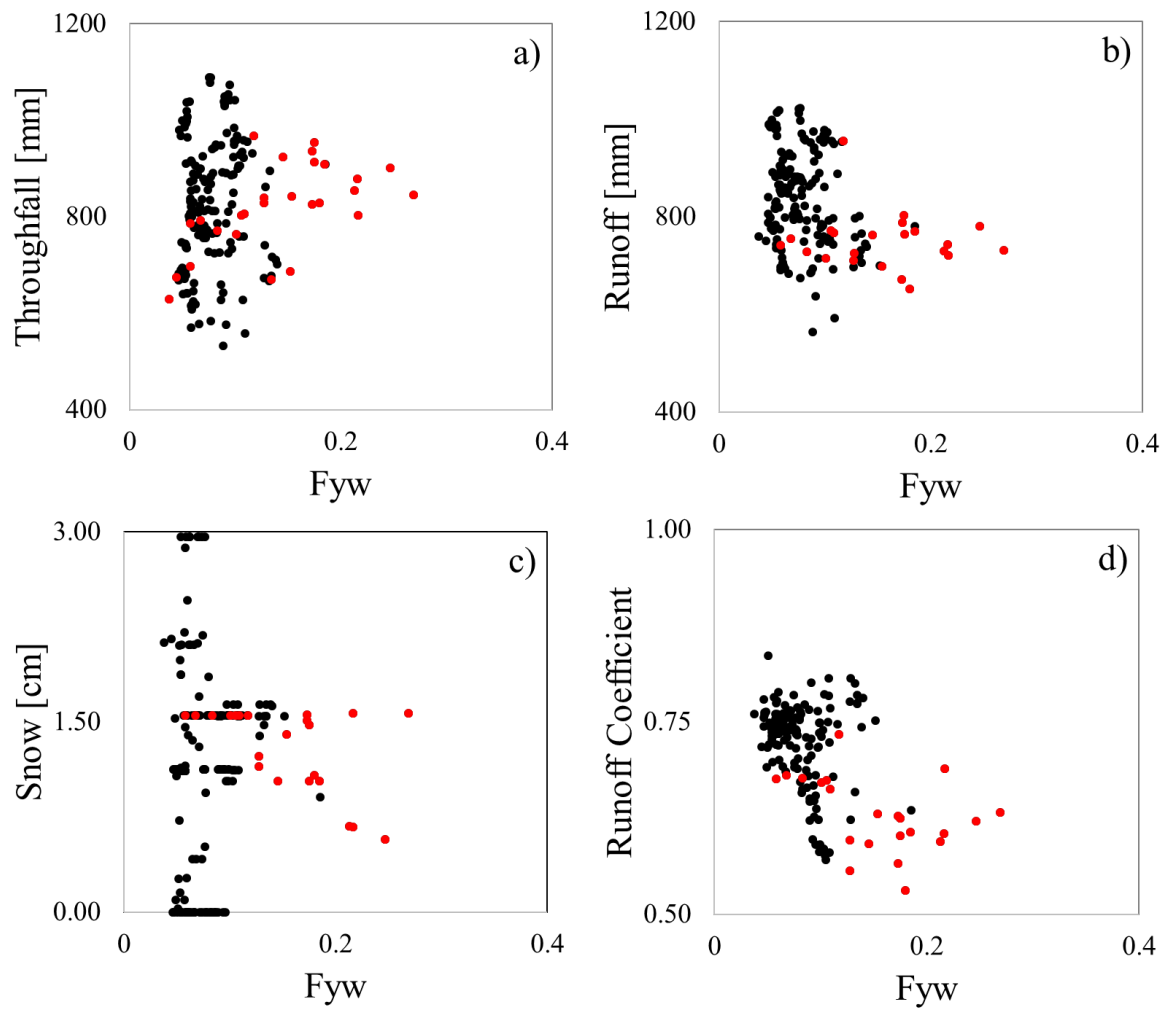 1200
a)
Throughfall [mm]
800
400
0
0.2
0.4
Fyw
1200
b)
Runoff [mm]
800
400
0
0.2
0.4
Fyw
3.00
c)
Snow [cm]
1.50
0.00
0
0.2
0.4
Fyw
1.00
d)
Runoff Coefficient
0.75
0.50
0
0.2
0.4
Fyw